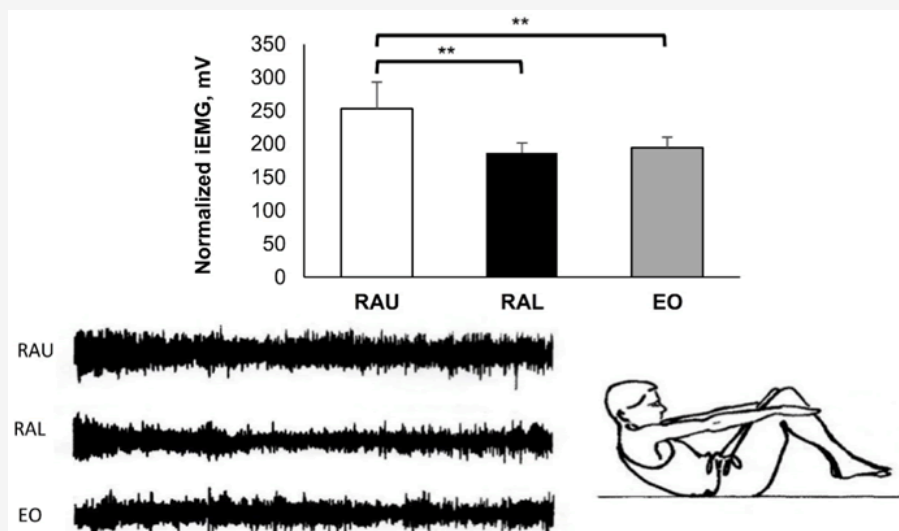 Normalized iEMG, mV
350
300
250
200
150
100
50
0
**
**
RAU RAL EO
RAU
RAL
EO